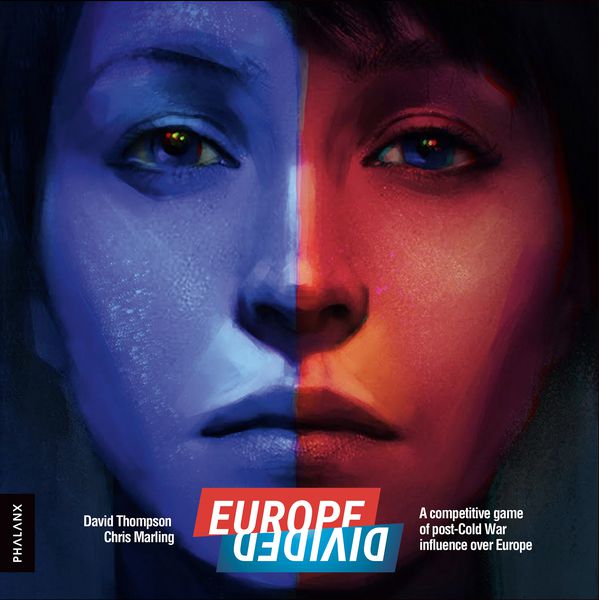 PHALANX
David Thompson
Chris Marling
EUROPE
DIVIDED
A competitive game
of post-Cold War
influence over Europe